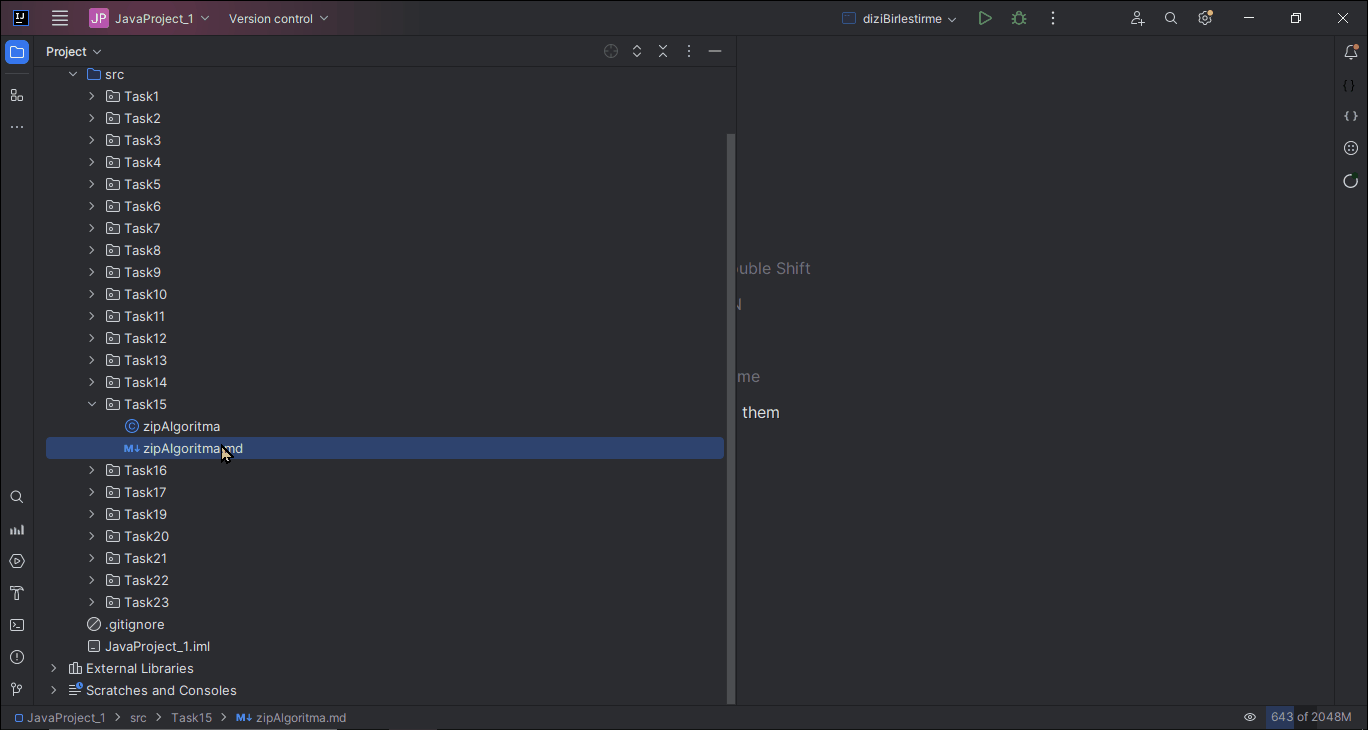 JP JavaProject_1 Version control diziBirlestirme
Project
src
Task1
Task2
Task3
Task4
Task5
Task6
Task7
Task8
Task9
Task10
Task11
Task12
Task13
Task14
Task15
zipAlgoritma
zipAlgoritma.md
Task16
Task17
Task19
Task20
Task21
Task22
Task23
.gitignore
JavaProject_1.iml
External Libraries
Scratches and Consoles
uble Shift
me
them
JavaProject_1 src Task15 zipAlgoritma.md
643 of 2048M